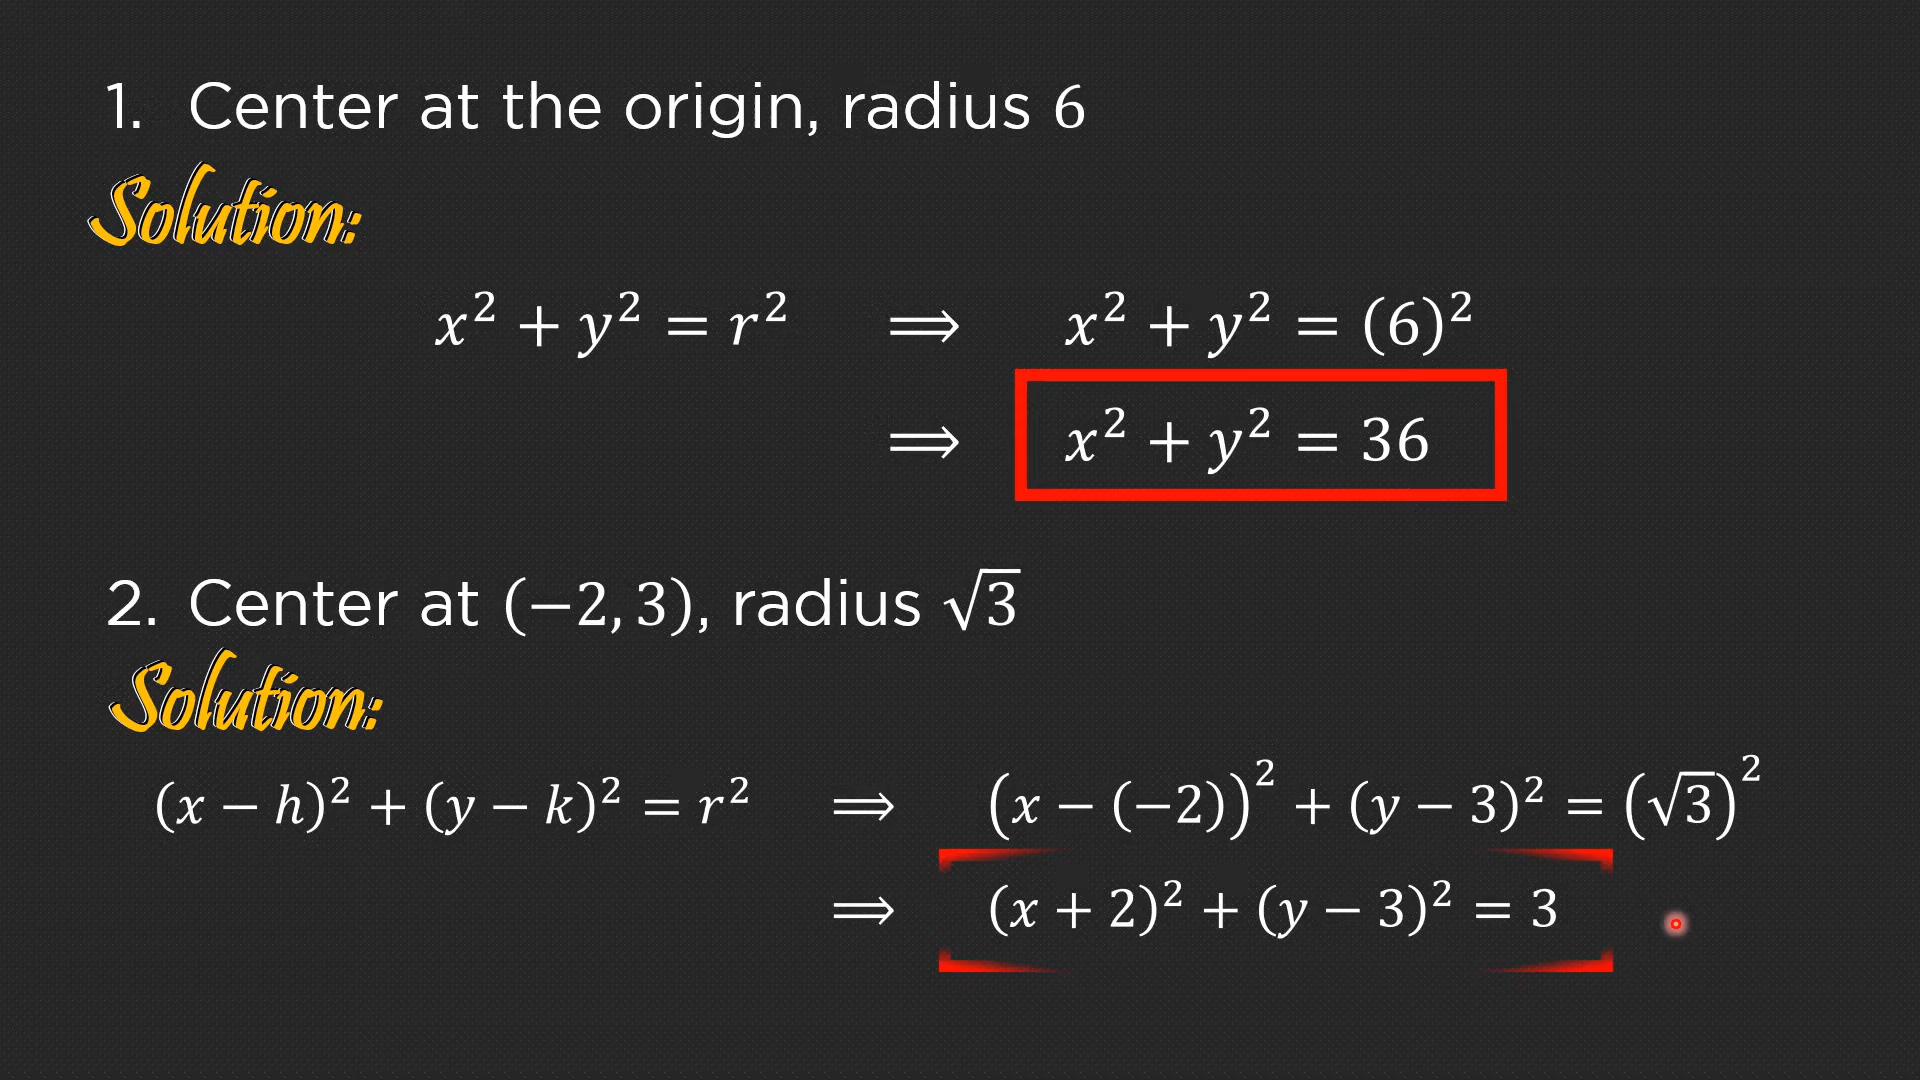 1. Center at the origin, radius 6
Solution:
x² + y² = r² ⟹ x² + y² = (6)²
⟹ x² + y² = 36
2. Center at (−2, 3), radius √3
Solution:
(x − h)² + (y − k)² = r² ⟹ (x − (−2))² + (y − 3)² = (√3)²
⟹ (x + 2)² + (y − 3)² = 3